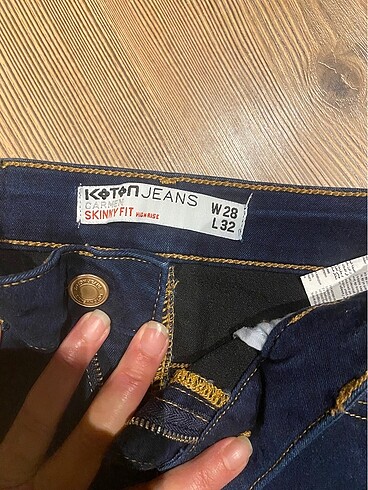 KOTON JEANS
CARMEN
SKINNY FIT HIGH RISE
W 28
L 32